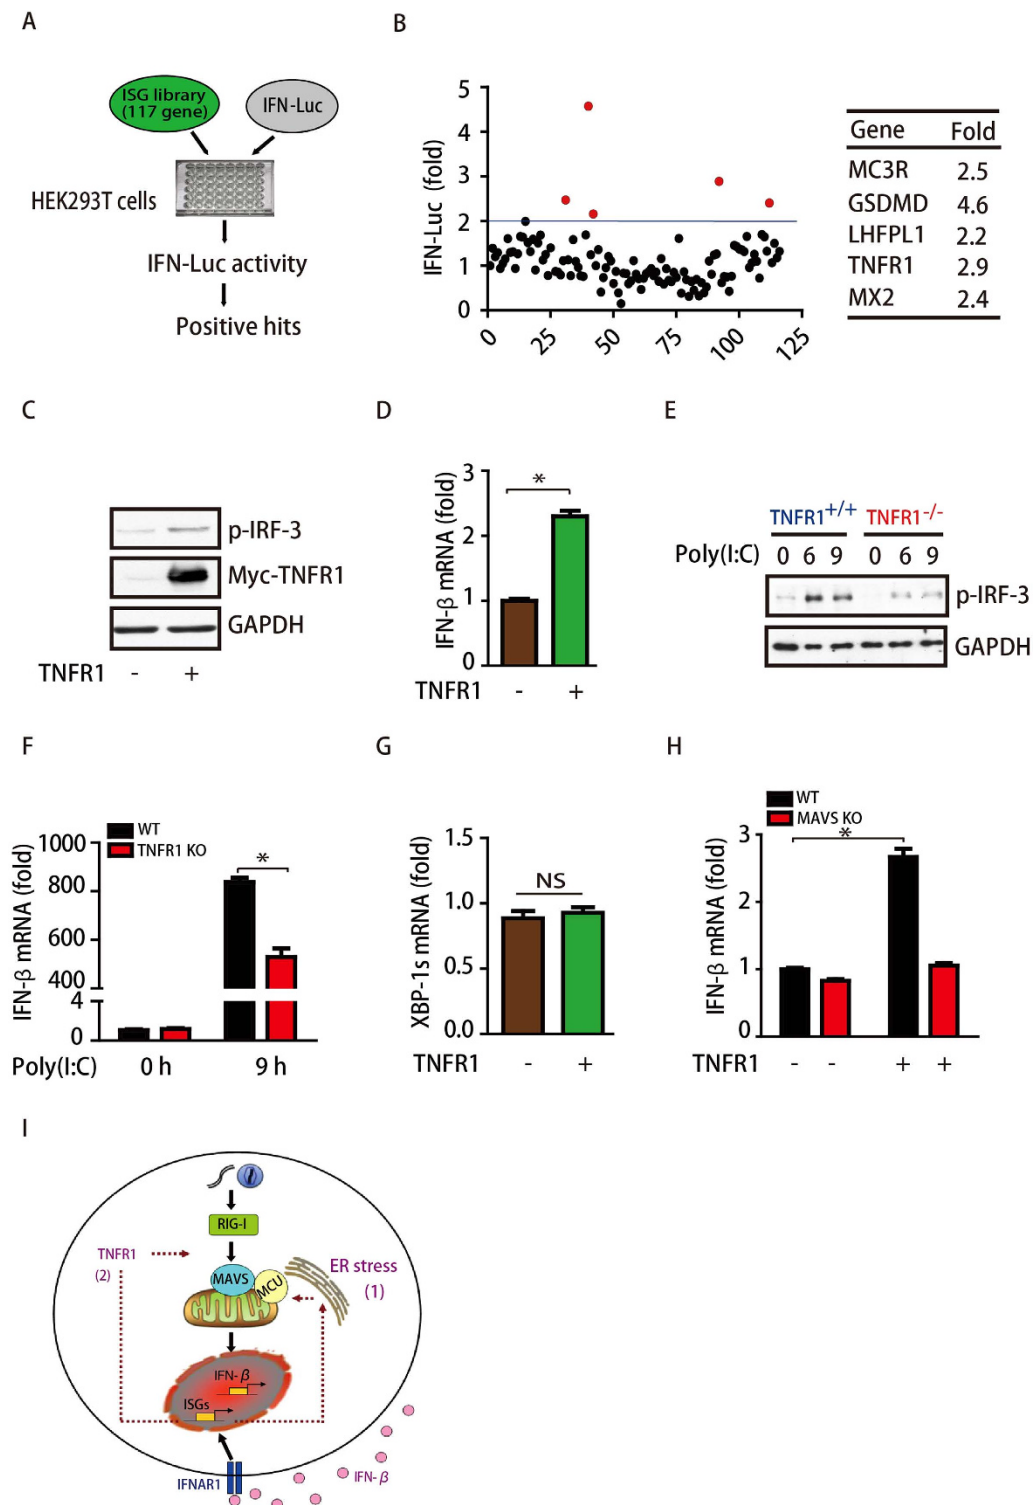 A
ISG library
(117 gene)
IFN-Luc
HEK293T cells
IFN-Luc activity
Positive hits
B
IFN-Luc (fold)
5
4
3
2
1
0
0
25
50
75
100
125
Gene Fold
MC3R 2.5
GSDMD 4.6
LHFPL1 2.2
TNFR1 2.9
MX2 2.4
C
p-IRF-3
Myc-TNFR1
GAPDH
TNFR1 - +
D
IFN-β mRNA (fold)
3
2
1
0
*
TNFR1 - +
E
TNFR1+/+ TNFR1-/-
Poly(I:C) 0 6 9 0 6 9
p-IRF-3
GAPDH
F
WT
TNFR1 KO
IFN-β mRNA (fold)
1000
800
600
400
4
0
*
Poly(I:C) 0 h 9 h
G
XBP-1s mRNA (fold)
1.5
1.0
0.5
0.0
NS
TNFR1 - +
H
WT
MAVS KO
IFN-β mRNA (fold)
3
2
1
0
*
TNFR1 - - + +
I
RIG-I
TNFR1
(2)
MAVS
MCU
ER stress
(1)
IFN-β
ISGs
IFNAR1
IFN-β